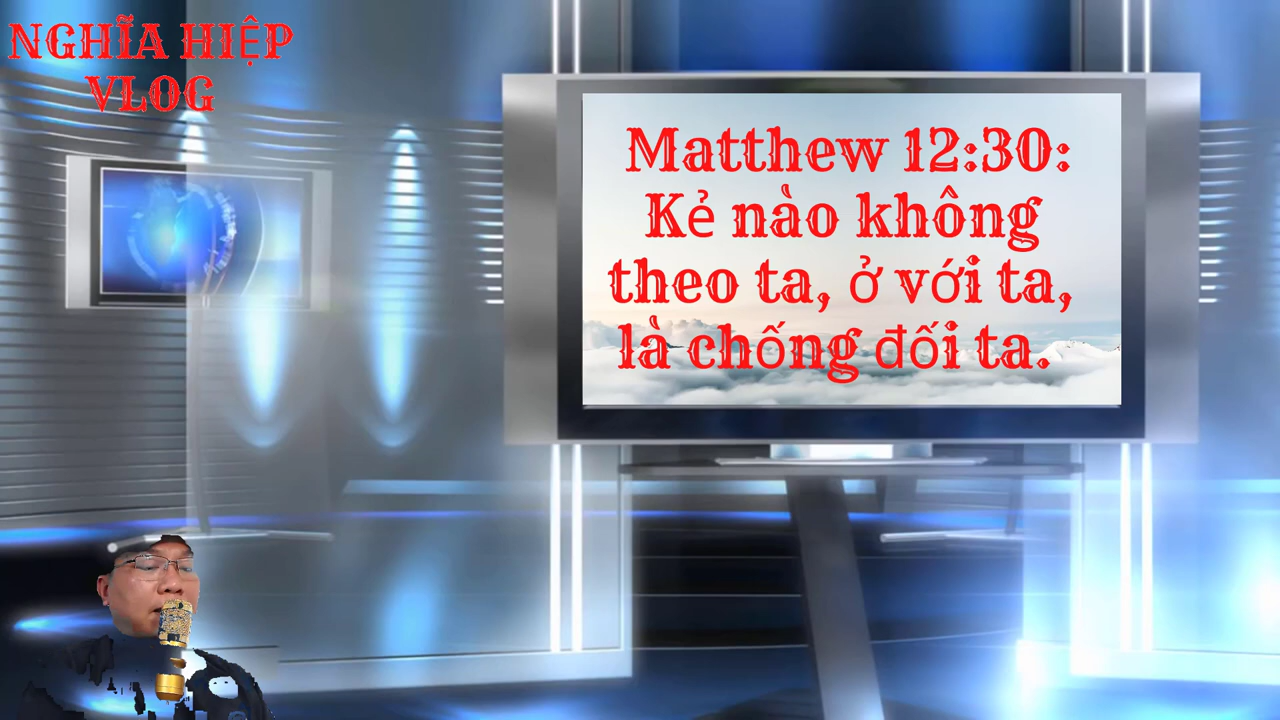 NGHĨA HIỆP
VLOG
Matthew 12:30:
Kẻ nào không
theo ta, ở với ta,
là chống đối ta.